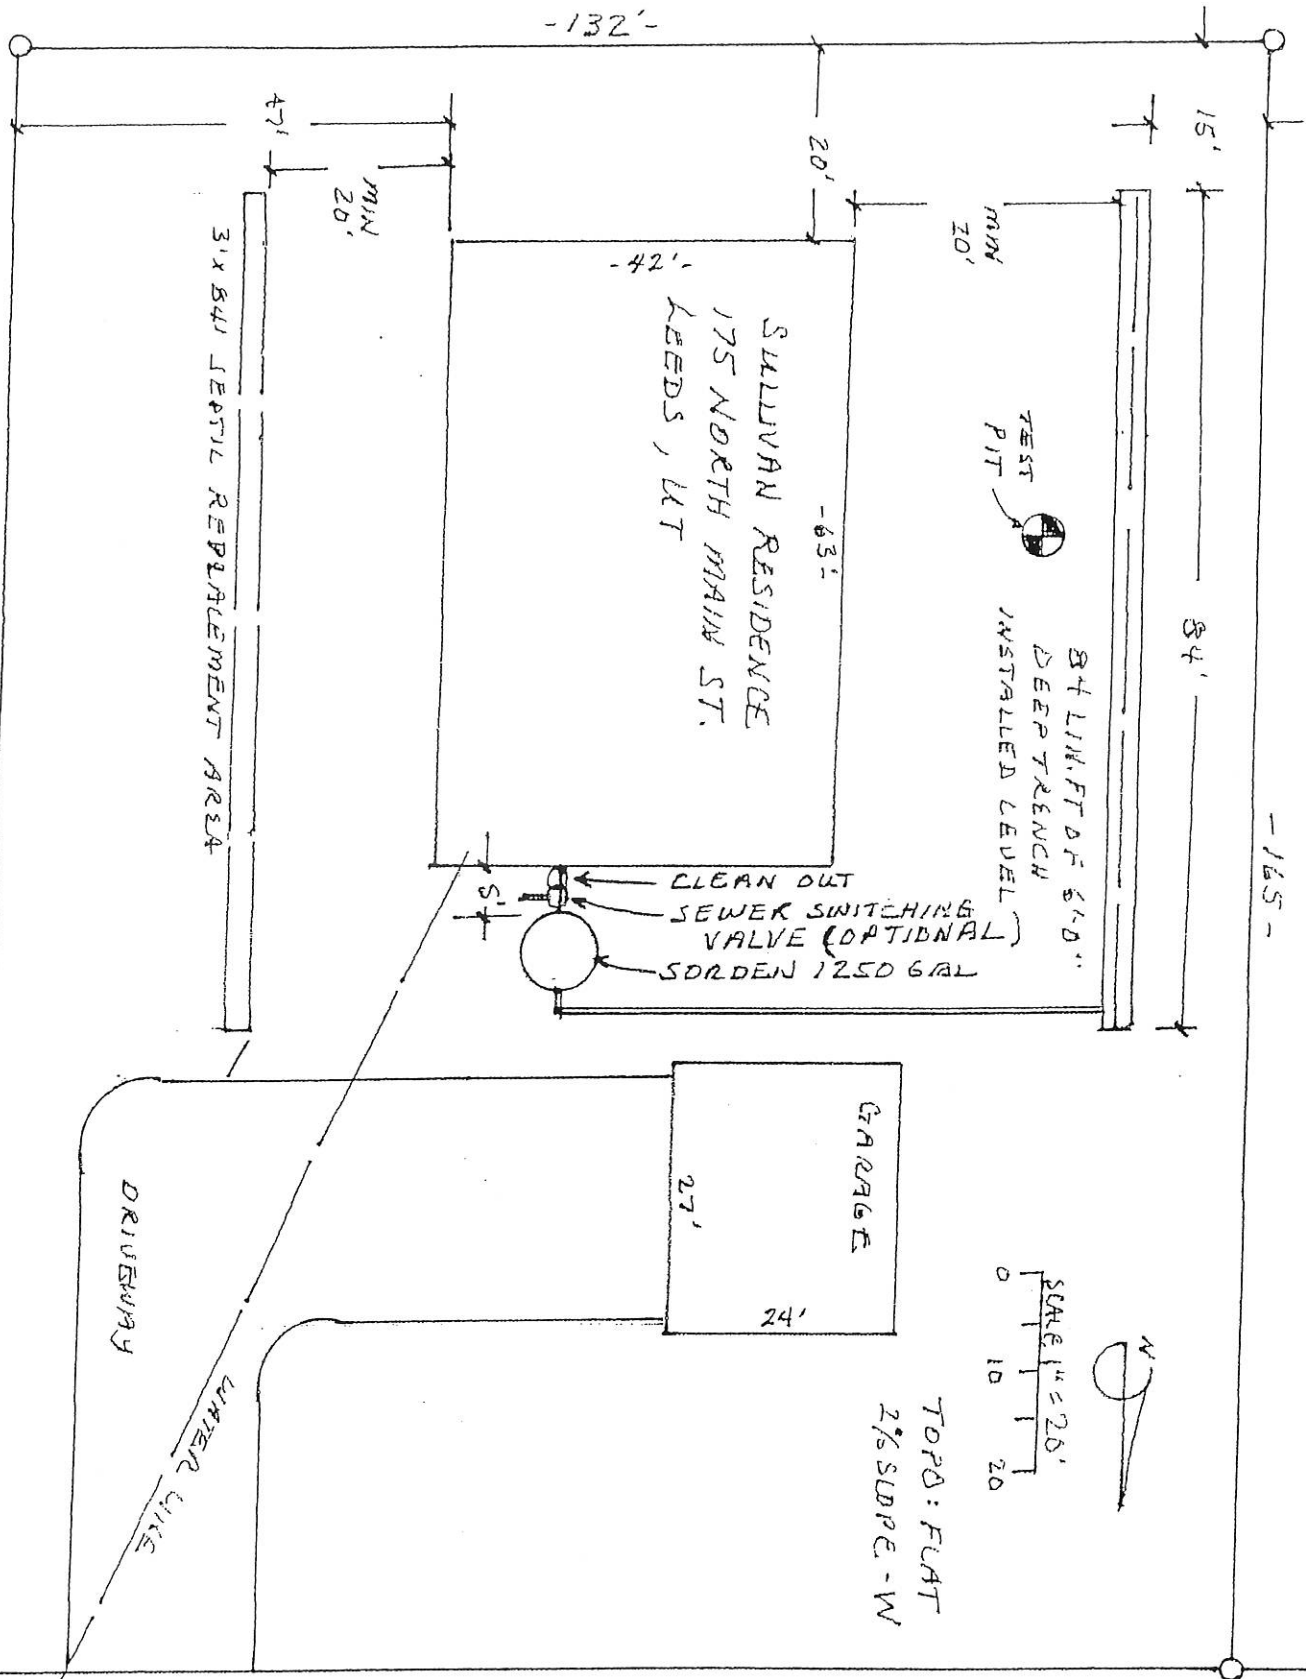 -132'-
15'
47'
20'
MIN
20'
MIN
20'
-42'-
84'
-165-
SULLIVAN RESIDENCE
175 NORTH MAIN ST.
LEEDS, UT
-63'-
TEST
PIT
84 LIN. FT OF 6'-0"
DEEP TRENCH
INSTALLED LEVEL
3'x84' SEPTIC REPLACEMENT AREA
5'
CLEAN OUT
SEWER SWITCHING
VALVE (OPTIONAL)
1250 GAL
GARAGE
27'
24'
DRIVEWAY
WATER LINE
N
SCALE 1" = 20'
0 10 20
TOPO: FLAT
2% SLOPE - W